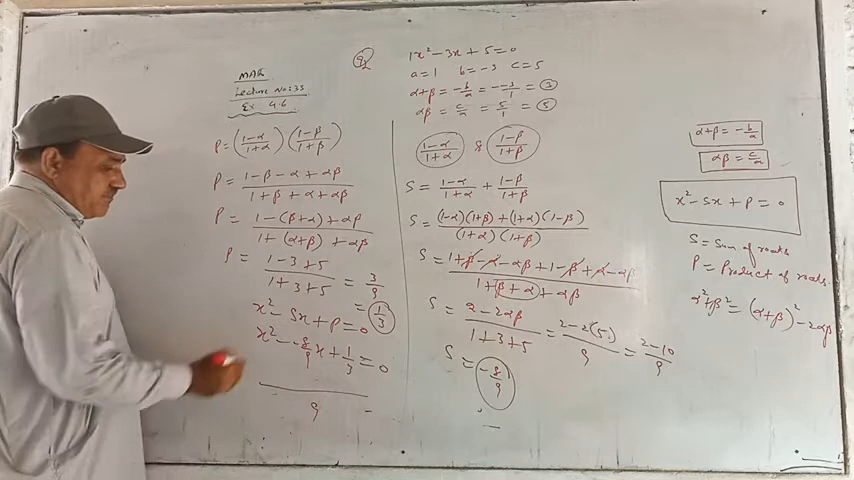 Q2
1x² - 3x + 5 = 0
a = 1 b = -3 c = 5
α+β = -b/a = -(-3)/1 = 3
αβ = c/a = 5/1 = 5
Lecture No: 33
Ex 4.6
P = ((1-α)/(1+α)) ((1-β)/(1+β))
P = (1-β-α+αβ)/(1+β+α+αβ)
P = (1-(β+α)+αβ)/(1+(α+β)+αβ)
P = (1-3+5)/(1+3+5) = 3/9
= 1/3
x² - Sx + P = 0
x² - -8/9 x + 1/3 = 0
9
(1-α)/(1+α) & (1-β)/(1+β)
S = (1-α)/(1+α) + (1-β)/(1+β)
S = ((1-α)(1+β)+(1+α)(1-β))/((1+α)(1+β))
S = (1+β-α-αβ+1-β+α-αβ)/(1+(β+α)+αβ)
S = (2-2αβ)/(1+3+5) = (2-2(5))/9 = (2-10)/9
S = -8/9
α+β = -b/a
αβ = c/a
x² - Sx + P = 0
S = Sum of roots
P = Product of roots
α²+β² = (α+β)² - 2αβ